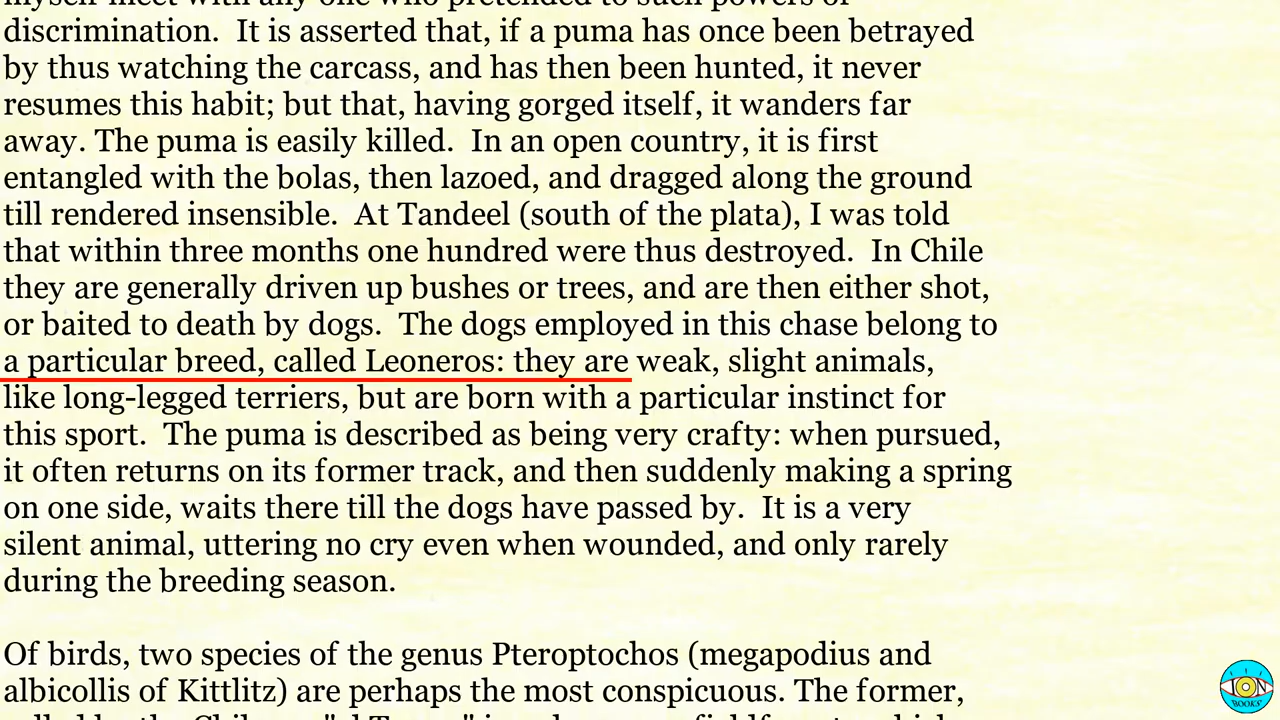 discrimination.  It is asserted that, if a puma has once been betrayed
by thus watching the carcass, and has then been hunted, it never
resumes this habit; but that, having gorged itself, it wanders far
away. The puma is easily killed.  In an open country, it is first
entangled with the bolas, then lazoed, and dragged along the ground
till rendered insensible.  At Tandeel (south of the plata), I was told
that within three months one hundred were thus destroyed.  In Chile
they are generally driven up bushes or trees, and are then either shot,
or baited to death by dogs.  The dogs employed in this chase belong to
a particular breed, called Leoneros: they are weak, slight animals,
like long-legged terriers, but are born with a particular instinct for
this sport.  The puma is described as being very crafty: when pursued,
it often returns on its former track, and then suddenly making a spring
on one side, waits there till the dogs have passed by.  It is a very
silent animal, uttering no cry even when wounded, and only rarely
during the breeding season.
Of birds, two species of the genus Pteroptochos (megapodius and
albicollis of Kittlitz) are perhaps the most conspicuous. The former,
ION
BOOKS